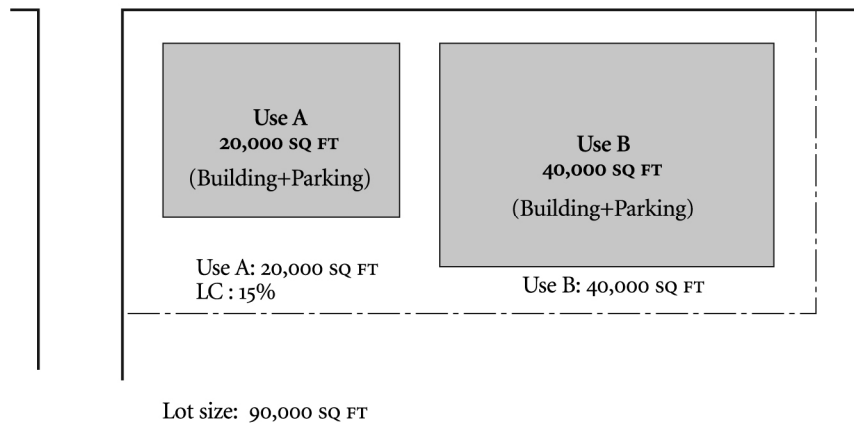 Use A
20,000 SQ FT
(Building+Parking)
Use B
40,000 SQ FT
(Building+Parking)
Use A: 20,000 SQ FT
LC : 15%
Use B: 40,000 SQ FT
Lot size: 90,000 SQ FT